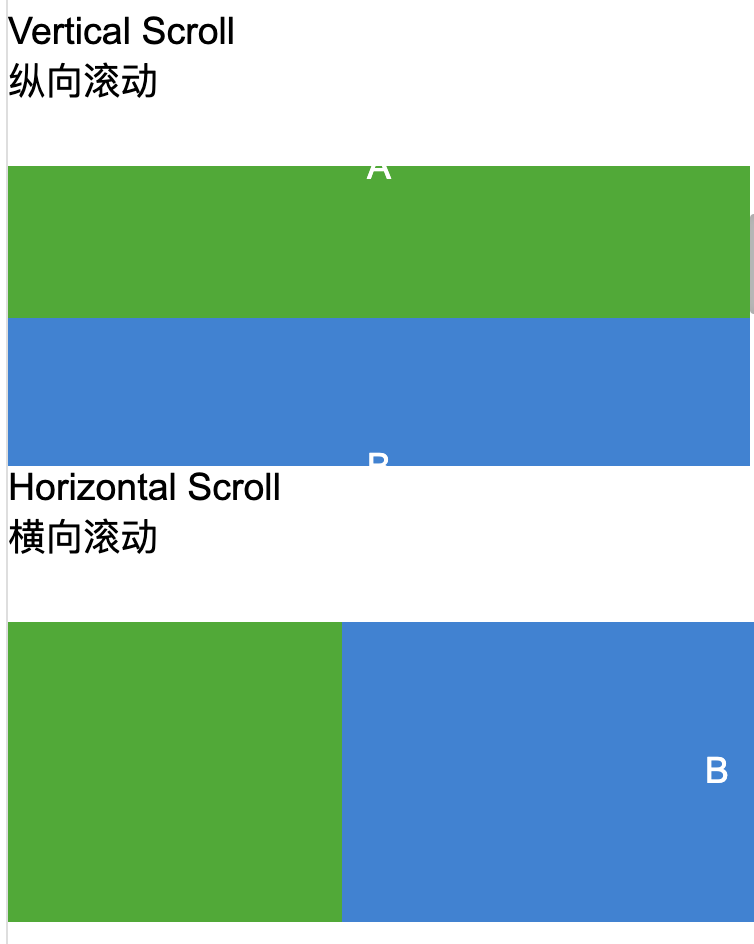 Vertical Scroll
纵向滚动
A
B
Horizontal Scroll
横向滚动
B